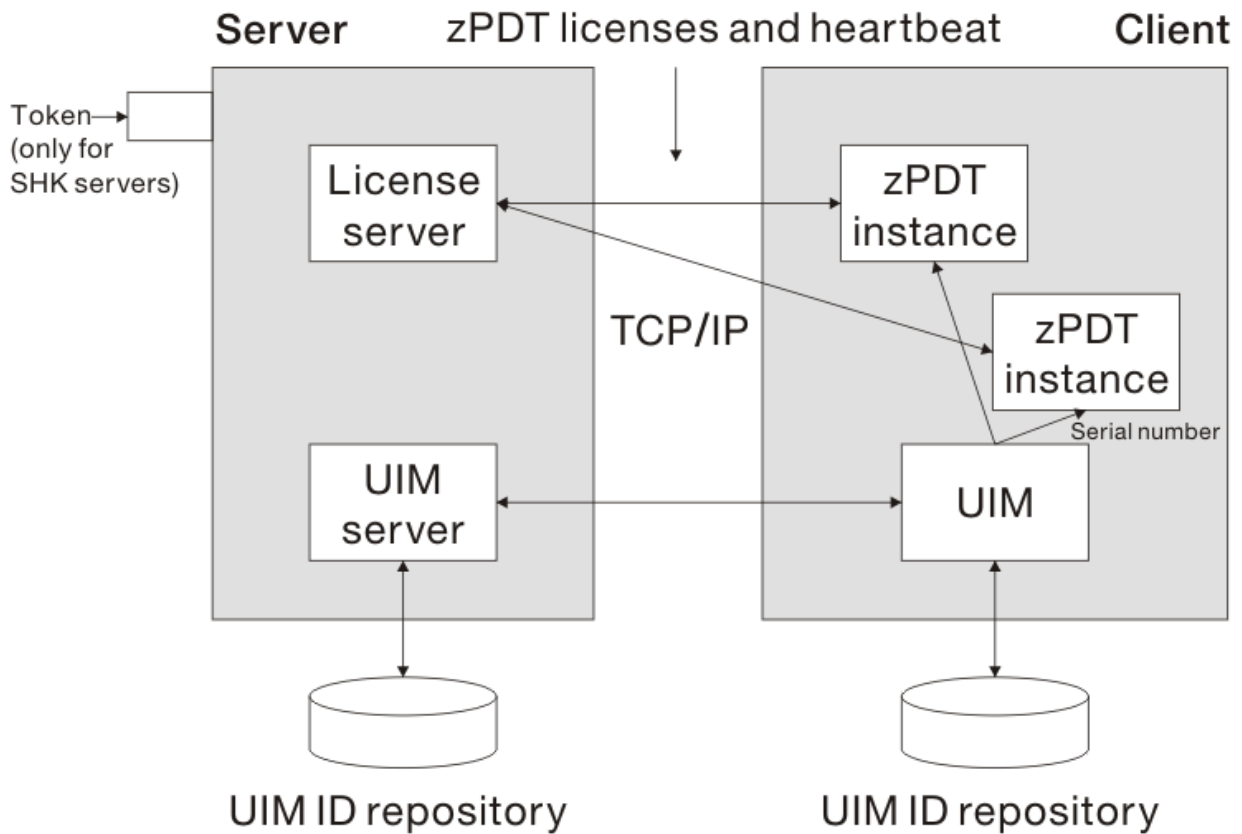 Server
zPDT licenses and heartbeat
Client
Token
(only for
SHK servers)
License
server
zPDT
instance
TCP/IP
zPDT
instance
Serial number
UIM
server
UIM
UIM ID repository
UIM ID repository